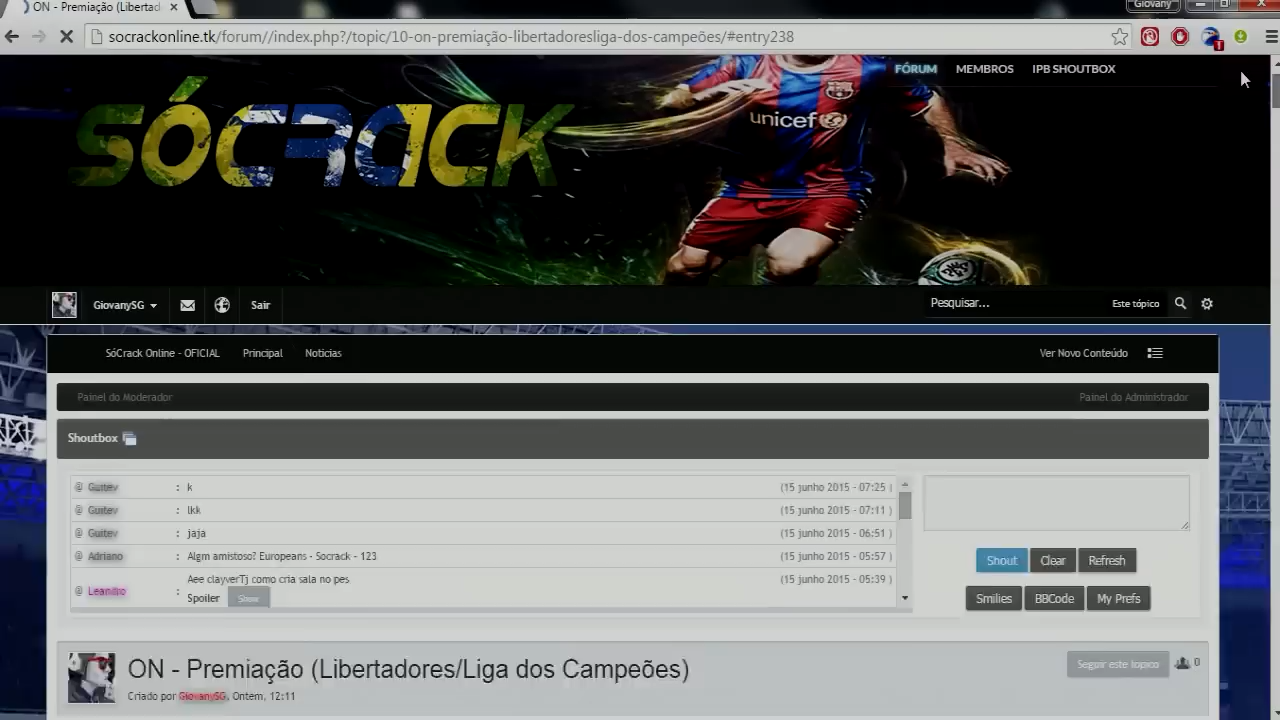 ON - Premiação (Libertad
Giovany
socrackonline.tk/forum//index.php?/topic/10-on-premiação-libertadoresliga-dos-campeões/#entry238
1
SÓCRACK
unicef
FÓRUM MEMBROS IPB SHOUTBOX
GiovanySG Sair Pesquisar... Este tópico
SóCrack Online - OFICIAL Principal Noticias Ver Novo Conteúdo
Painel do Moderador Painel do Administrador
Shoutbox
@ Guttev : k (15 junho 2015 - 07:25 )
@ Guttev : lkk (15 junho 2015 - 07:11 )
@ Guttev : jaja (15 junho 2015 - 06:51 )
@ Adriano : Algm amistoso? Europeans - Socrack - 123 (15 junho 2015 - 05:57 )
@ Leandro : Aee clayverTj como cria sala no pes (15 junho 2015 - 05:39 )
Spoiler Show
Shout Clear Refresh
Smilies BBCode My Prefs
ON - Premiação (Libertadores/Liga dos Campeões)
Seguir este tópico 0
Criado por GiovanySG, Ontem, 12:11